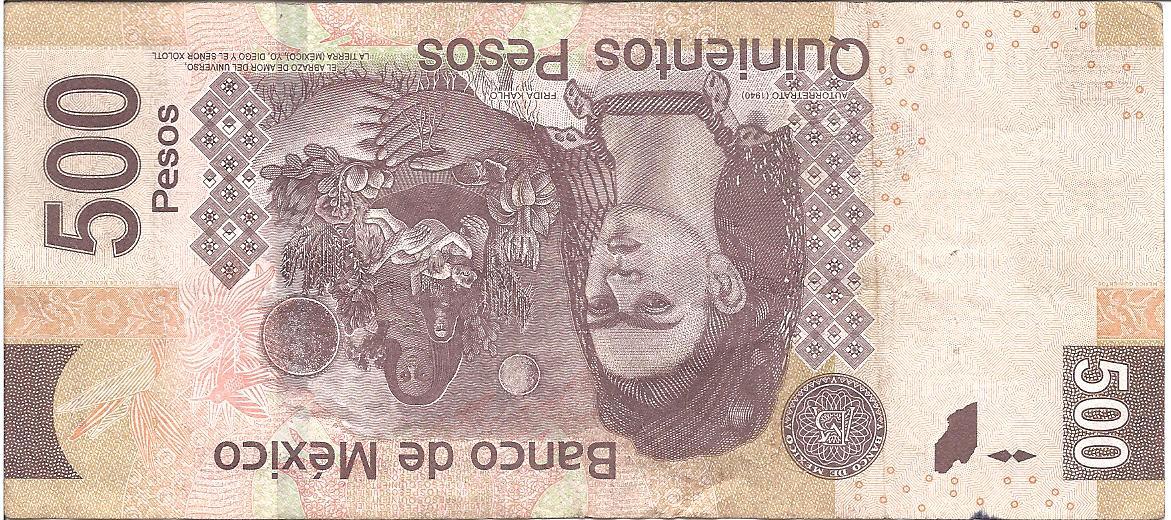 500
Banco de México
BANCO DE MÉXICO
AUTORRETRATO (1940)
FRIDA KAHLO
EL ABRAZO DE AMOR DEL UNIVERSO,
LA TIERRA (MÉXICO), YO, DIEGO Y EL SEÑOR XÓLOTL
Quinientos Pesos
500
Pesos